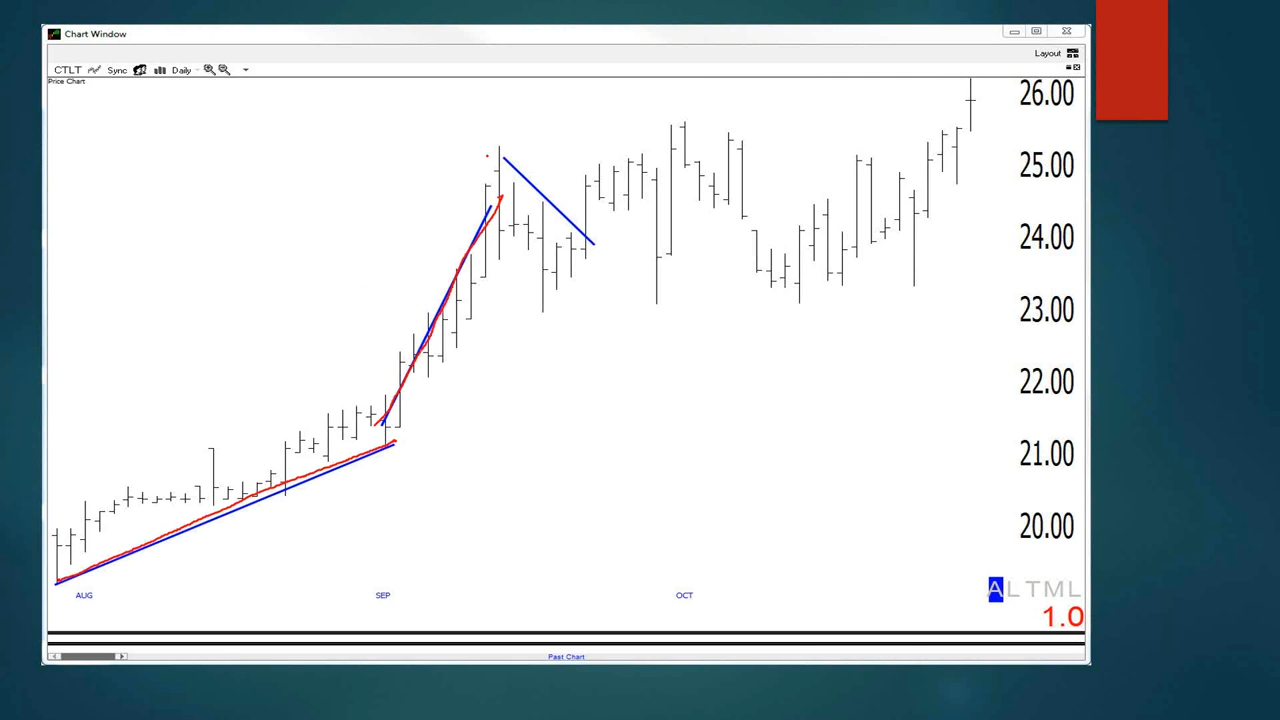 Chart Window
Layout
CTLT Sync Daily
Price Chart
26.00
25.00
24.00
23.00
22.00
21.00
20.00
AUG SEP OCT
ALTML
1.0
Past Chart